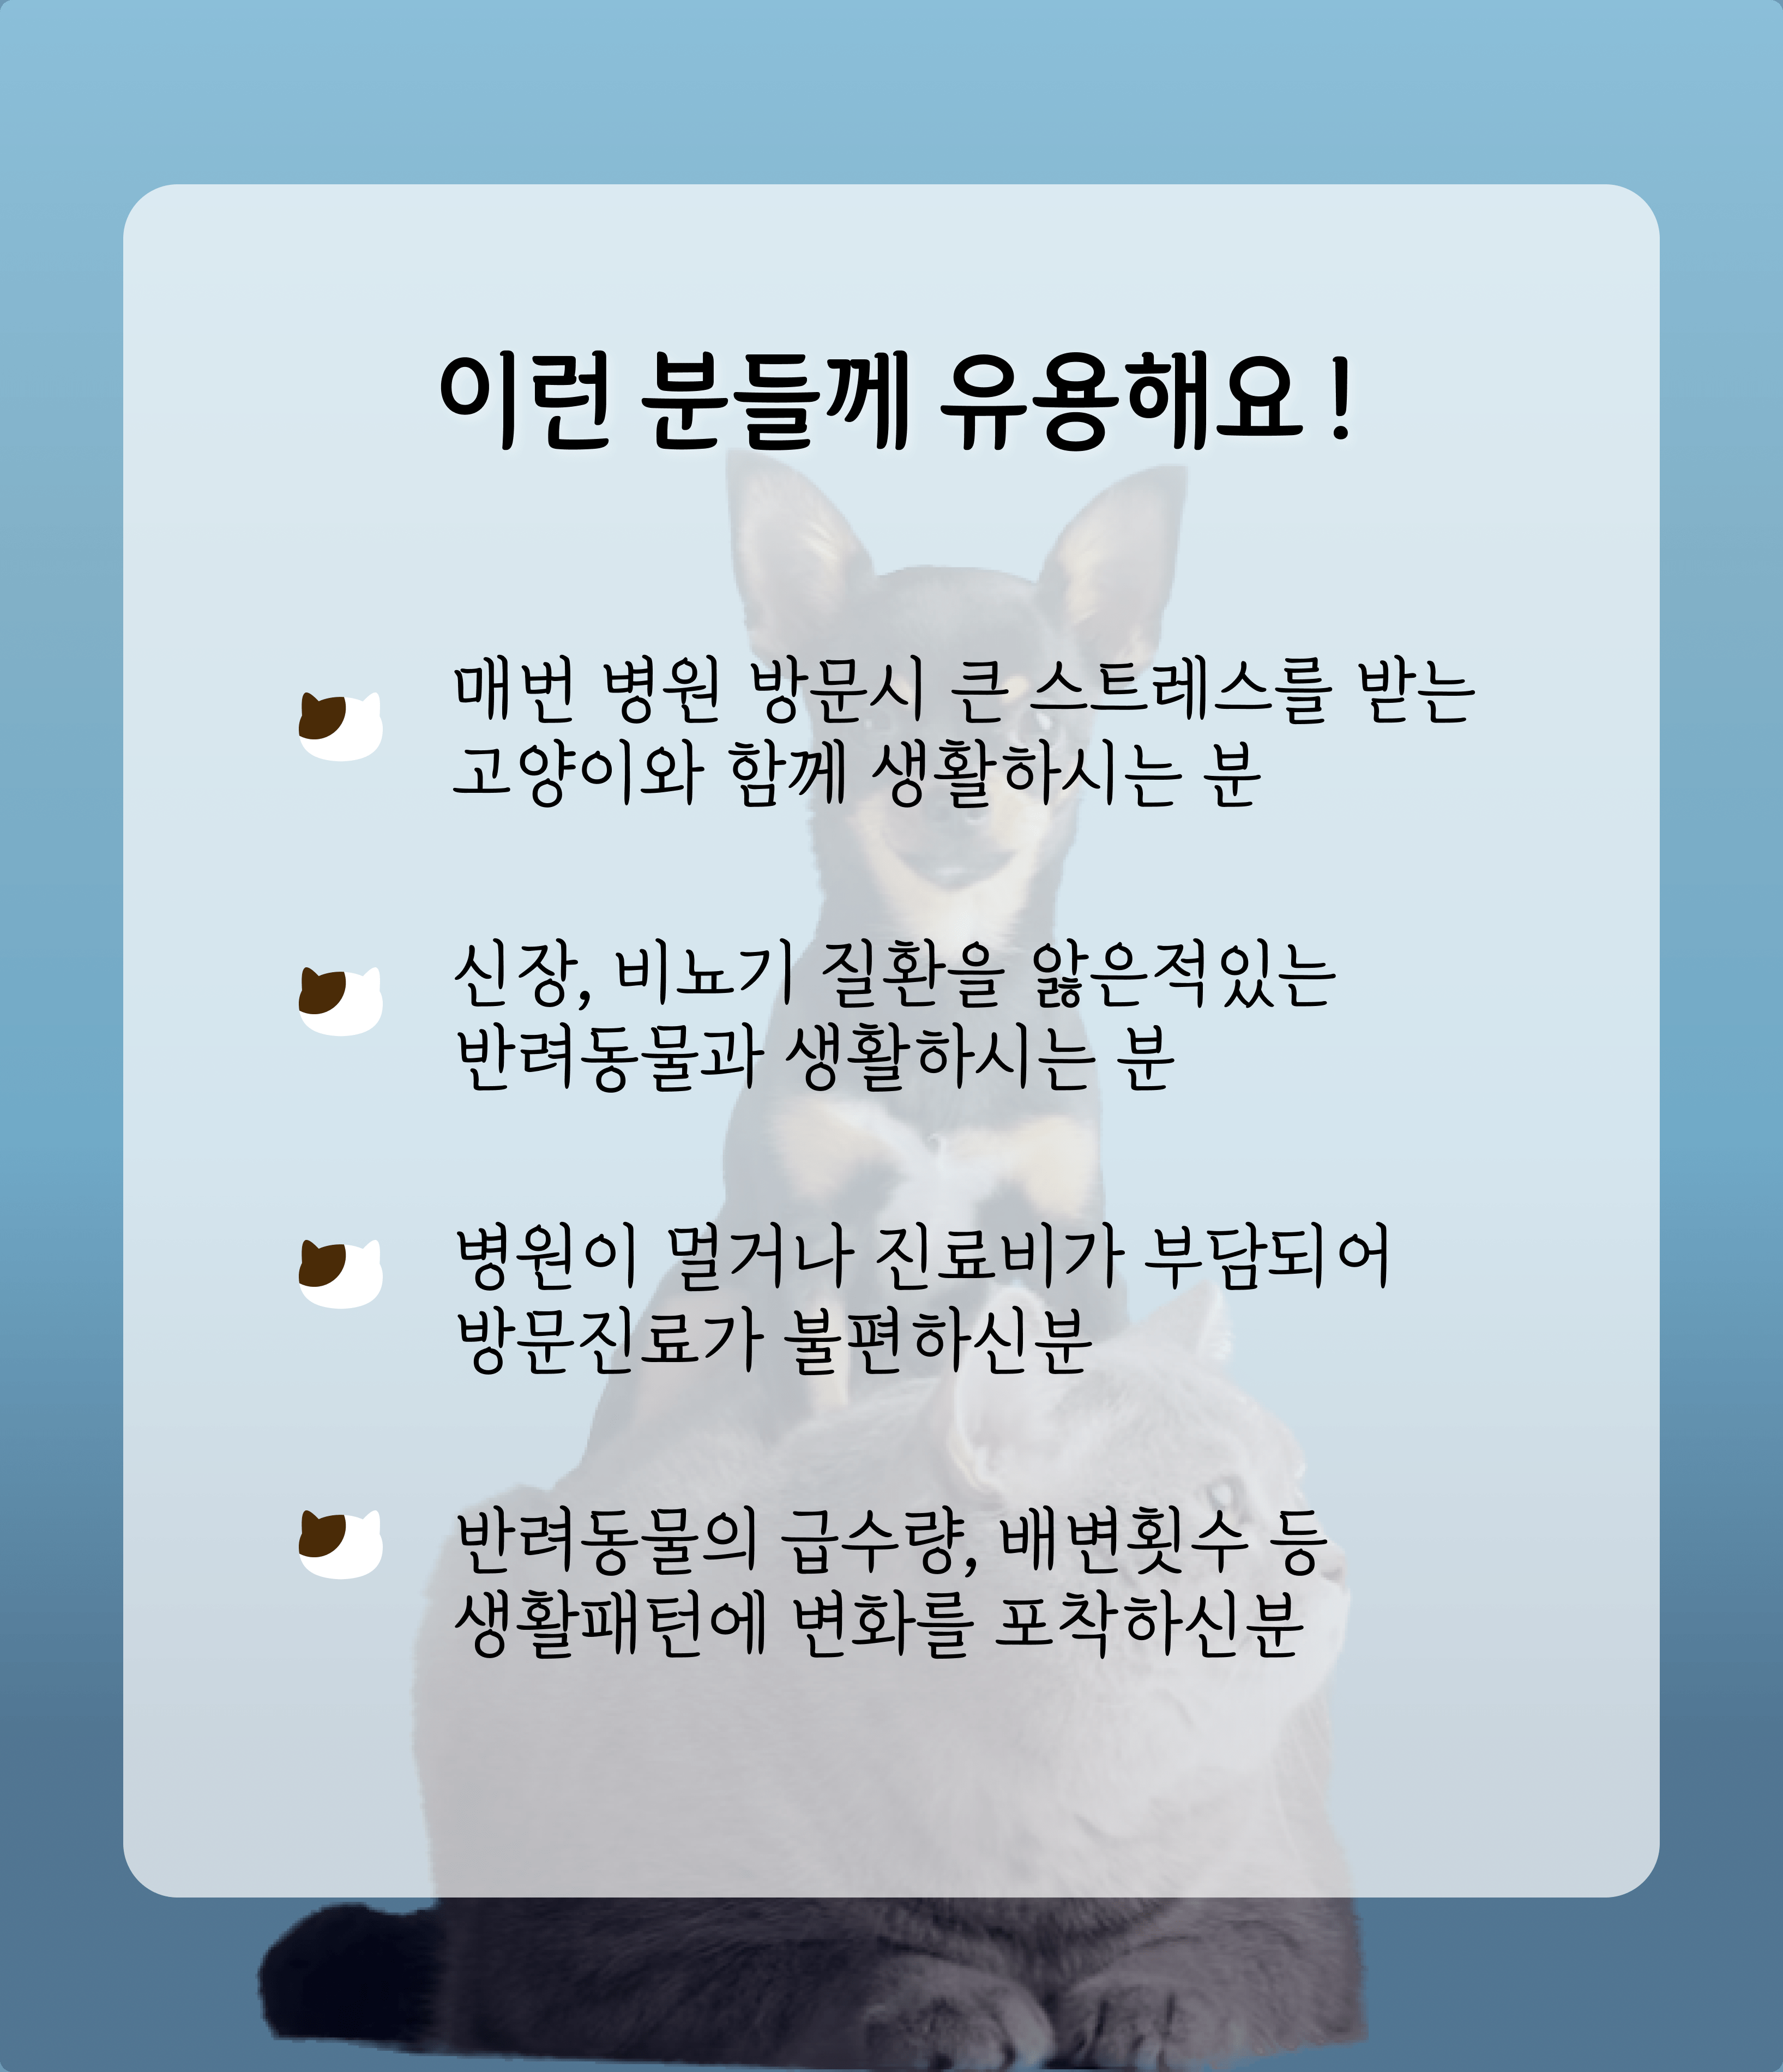 이런 분들께 유용해요 !
매번 병원 방문시 큰 스트레스를 받는
고양이와 함께 생활하시는 분
신장, 비뇨기 질환을 앓은적있는
반려동물과 생활하시는 분
병원이 멀거나 진료비가 부담되어
방문진료가 불편하신분
반려동물의 급수량, 배변횟수 등
생활패턴에 변화를 포착하신분